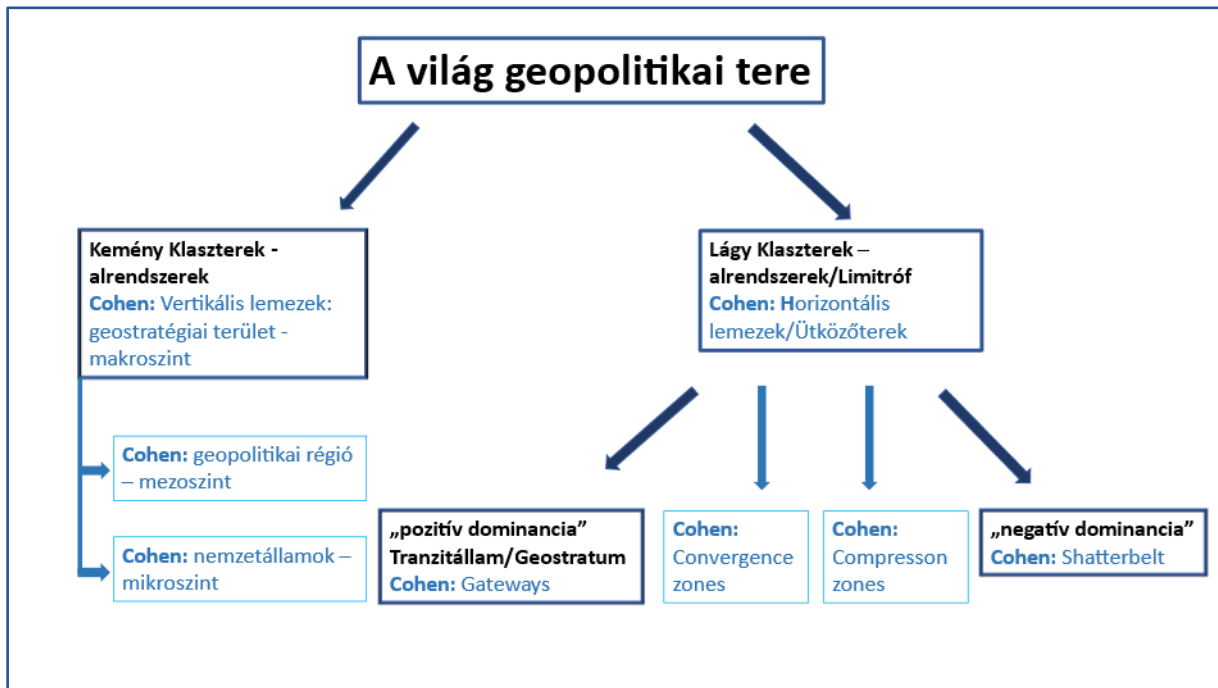 A világ geopolitikai tere
Kemény Klaszterek -
alrendszerek
Cohen: Vertikális lemezek:
geostratégiai terület -
makroszint
Lágy Klaszterek –
alrendszerek/Limitróf
Cohen: Horizontális
lemezek/Ütközőterek
Cohen: geopolitikai régió
– mezoszint
Cohen: nemzetállamok –
mikroszint
„pozitív dominancia”
Tranzitállam/Geostratum
Cohen: Gateways
Cohen:
Convergence
zones
Cohen:
Compresson
zones
„negatív dominancia”
Cohen: Shatterbelt